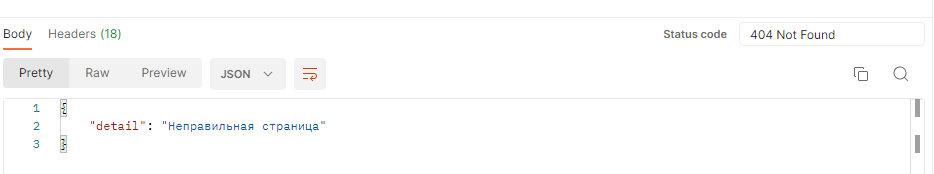 Body Headers (18) Status code 404 Not Found
Pretty Raw Preview JSON
1 {
2 "detail": "Неправильная страница"
3 }